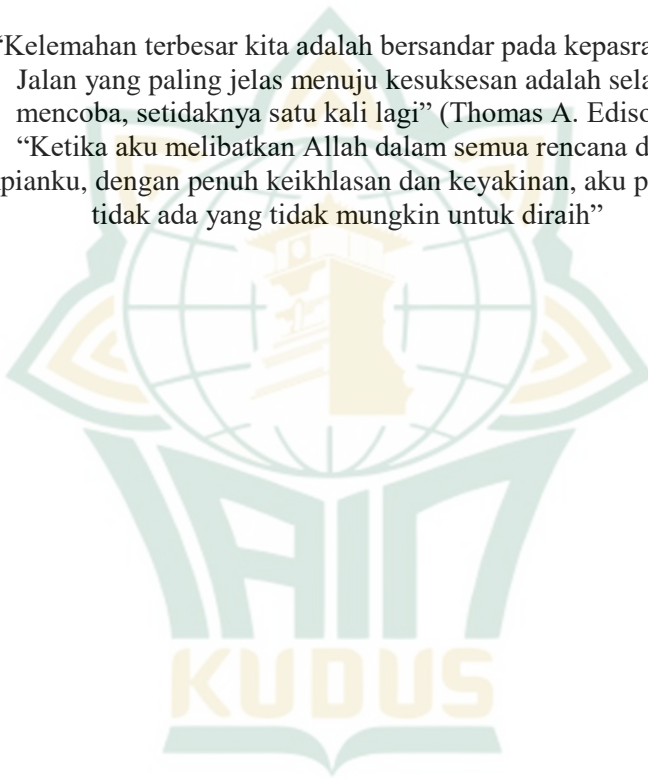 “Kelemahan terbesar kita adalah bersandar pada kepasra
Jalan yang paling jelas menuju kesuksesan adalah sela
mencoba, setidaknya satu kali lagi” (Thomas A. Ediso
“Ketika aku melibatkan Allah dalam semua rencana d
pianku, dengan penuh keikhlasan dan keyakinan, aku p
tidak ada yang tidak mungkin untuk diraih”
IAIN
KUDUS